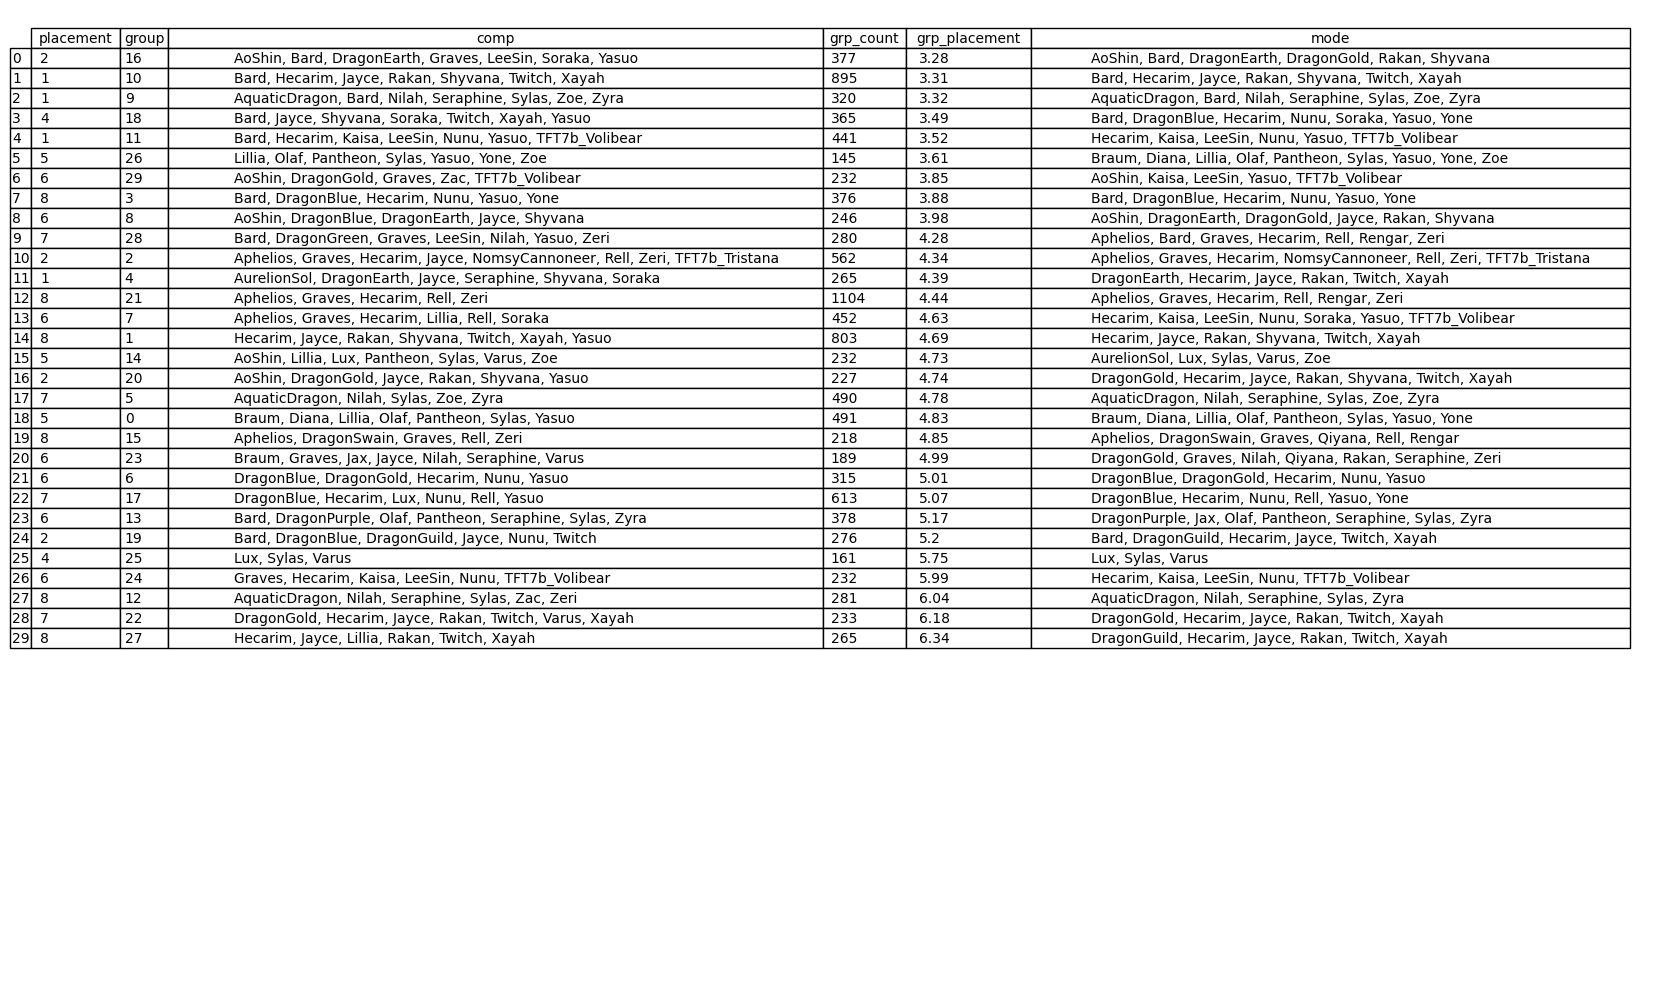 placement group comp grp_count grp_placement mode
0 2 16 AoShin, Bard, DragonEarth, Graves, LeeSin, Soraka, Yasuo 377 3.28 AoShin, Bard, DragonEarth, DragonGold, Rakan, Shyvana
1 1 10 Bard, Hecarim, Jayce, Rakan, Shyvana, Twitch, Xayah 895 3.31 Bard, Hecarim, Jayce, Rakan, Shyvana, Twitch, Xayah
2 1 9 AquaticDragon, Bard, Nilah, Seraphine, Sylas, Zoe, Zyra 320 3.32 AquaticDragon, Bard, Nilah, Seraphine, Sylas, Zoe, Zyra
3 4 18 Bard, Jayce, Shyvana, Soraka, Twitch, Xayah, Yasuo 365 3.49 Bard, DragonBlue, Hecarim, Nunu, Soraka, Yasuo, Yone
4 1 11 Bard, Hecarim, Kaisa, LeeSin, Nunu, Yasuo, TFT7b_Volibear 441 3.52 Hecarim, Kaisa, LeeSin, Nunu, Yasuo, TFT7b_Volibear
5 5 26 Lillia, Olaf, Pantheon, Sylas, Yasuo, Yone, Zoe 145 3.61 Braum, Diana, Lillia, Olaf, Pantheon, Sylas, Yasuo, Yone, Zoe
6 6 29 AoShin, DragonGold, Graves, Zac, TFT7b_Volibear 232 3.85 AoShin, Kaisa, LeeSin, Yasuo, TFT7b_Volibear
7 8 3 Bard, DragonBlue, Hecarim, Nunu, Yasuo, Yone 376 3.88 Bard, DragonBlue, Hecarim, Nunu, Yasuo, Yone
8 6 8 AoShin, DragonBlue, DragonEarth, Jayce, Shyvana 246 3.98 AoShin, DragonEarth, DragonGold, Jayce, Rakan, Shyvana
9 7 28 Bard, DragonGreen, Graves, LeeSin, Nilah, Yasuo, Zeri 280 4.28 Aphelios, Bard, Graves, Hecarim, Rell, Rengar, Zeri
10 2 2 Aphelios, Graves, Hecarim, Jayce, NomsyCannoneer, Rell, Zeri, TFT7b_Tristana 562 4.34 Aphelios, Graves, Hecarim, NomsyCannoneer, Rell, Zeri, TFT7b_Tristana
11 1 4 AurelionSol, DragonEarth, Jayce, Seraphine, Shyvana, Soraka 265 4.39 DragonEarth, Hecarim, Jayce, Rakan, Twitch, Xayah
12 8 21 Aphelios, Graves, Hecarim, Rell, Zeri 1104 4.44 Aphelios, Graves, Hecarim, Rell, Rengar, Zeri
13 6 7 Aphelios, Graves, Hecarim, Lillia, Rell, Soraka 452 4.63 Hecarim, Kaisa, LeeSin, Nunu, Soraka, Yasuo, TFT7b_Volibear
14 8 1 Hecarim, Jayce, Rakan, Shyvana, Twitch, Xayah, Yasuo 803 4.69 Hecarim, Jayce, Rakan, Shyvana, Twitch, Xayah
15 5 14 AoShin, Lillia, Lux, Pantheon, Sylas, Varus, Zoe 232 4.73 AurelionSol, Lux, Sylas, Varus, Zoe
16 2 20 AoShin, DragonGold, Jayce, Rakan, Shyvana, Yasuo 227 4.74 DragonGold, Hecarim, Jayce, Rakan, Shyvana, Twitch, Xayah
17 7 5 AquaticDragon, Nilah, Sylas, Zoe, Zyra 490 4.78 AquaticDragon, Nilah, Seraphine, Sylas, Zoe, Zyra
18 5 0 Braum, Diana, Lillia, Olaf, Pantheon, Sylas, Yasuo 491 4.83 Braum, Diana, Lillia, Olaf, Pantheon, Sylas, Yasuo, Yone
19 8 15 Aphelios, DragonSwain, Graves, Rell, Zeri 218 4.85 Aphelios, DragonSwain, Graves, Qiyana, Rell, Rengar
20 6 23 Braum, Graves, Jax, Jayce, Nilah, Seraphine, Varus 189 4.99 DragonGold, Graves, Nilah, Qiyana, Rakan, Seraphine, Zeri
21 6 6 DragonBlue, DragonGold, Hecarim, Nunu, Yasuo 315 5.01 DragonBlue, DragonGold, Hecarim, Nunu, Yasuo
22 7 17 DragonBlue, Hecarim, Lux, Nunu, Rell, Yasuo 613 5.07 DragonBlue, Hecarim, Nunu, Rell, Yasuo, Yone
23 6 13 Bard, DragonPurple, Olaf, Pantheon, Seraphine, Sylas, Zyra 378 5.17 DragonPurple, Jax, Olaf, Pantheon, Seraphine, Sylas, Zyra
24 2 19 Bard, DragonBlue, DragonGuild, Jayce, Nunu, Twitch 276 5.2 Bard, DragonGuild, Hecarim, Jayce, Twitch, Xayah
25 4 25 Lux, Sylas, Varus 161 5.75 Lux, Sylas, Varus
26 6 24 Graves, Hecarim, Kaisa, LeeSin, Nunu, TFT7b_Volibear 232 5.99 Hecarim, Kaisa, LeeSin, Nunu, TFT7b_Volibear
27 8 12 AquaticDragon, Nilah, Seraphine, Sylas, Zac, Zeri 281 6.04 AquaticDragon, Nilah, Seraphine, Sylas, Zyra
28 7 22 DragonGold, Hecarim, Jayce, Rakan, Twitch, Varus, Xayah 233 6.18 DragonGold, Hecarim, Jayce, Rakan, Twitch, Xayah
29 8 27 Hecarim, Jayce, Lillia, Rakan, Twitch, Xayah 265 6.34 DragonGuild, Hecarim, Jayce, Rakan, Twitch, Xayah